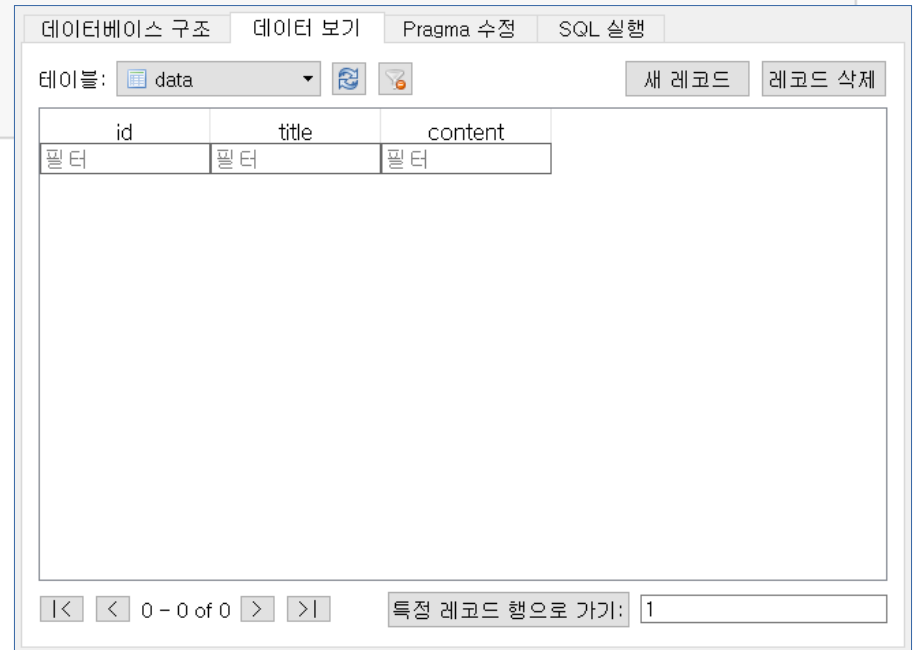 데이터베이스 구조 데이터 보기 Pragma 수정 SQL 실행
테이블: data 새 레코드 레코드 삭제
id title content
필터 필터 필터
|< < 0 - 0 of 0 > >| 특정 레코드 행으로 가기: 1